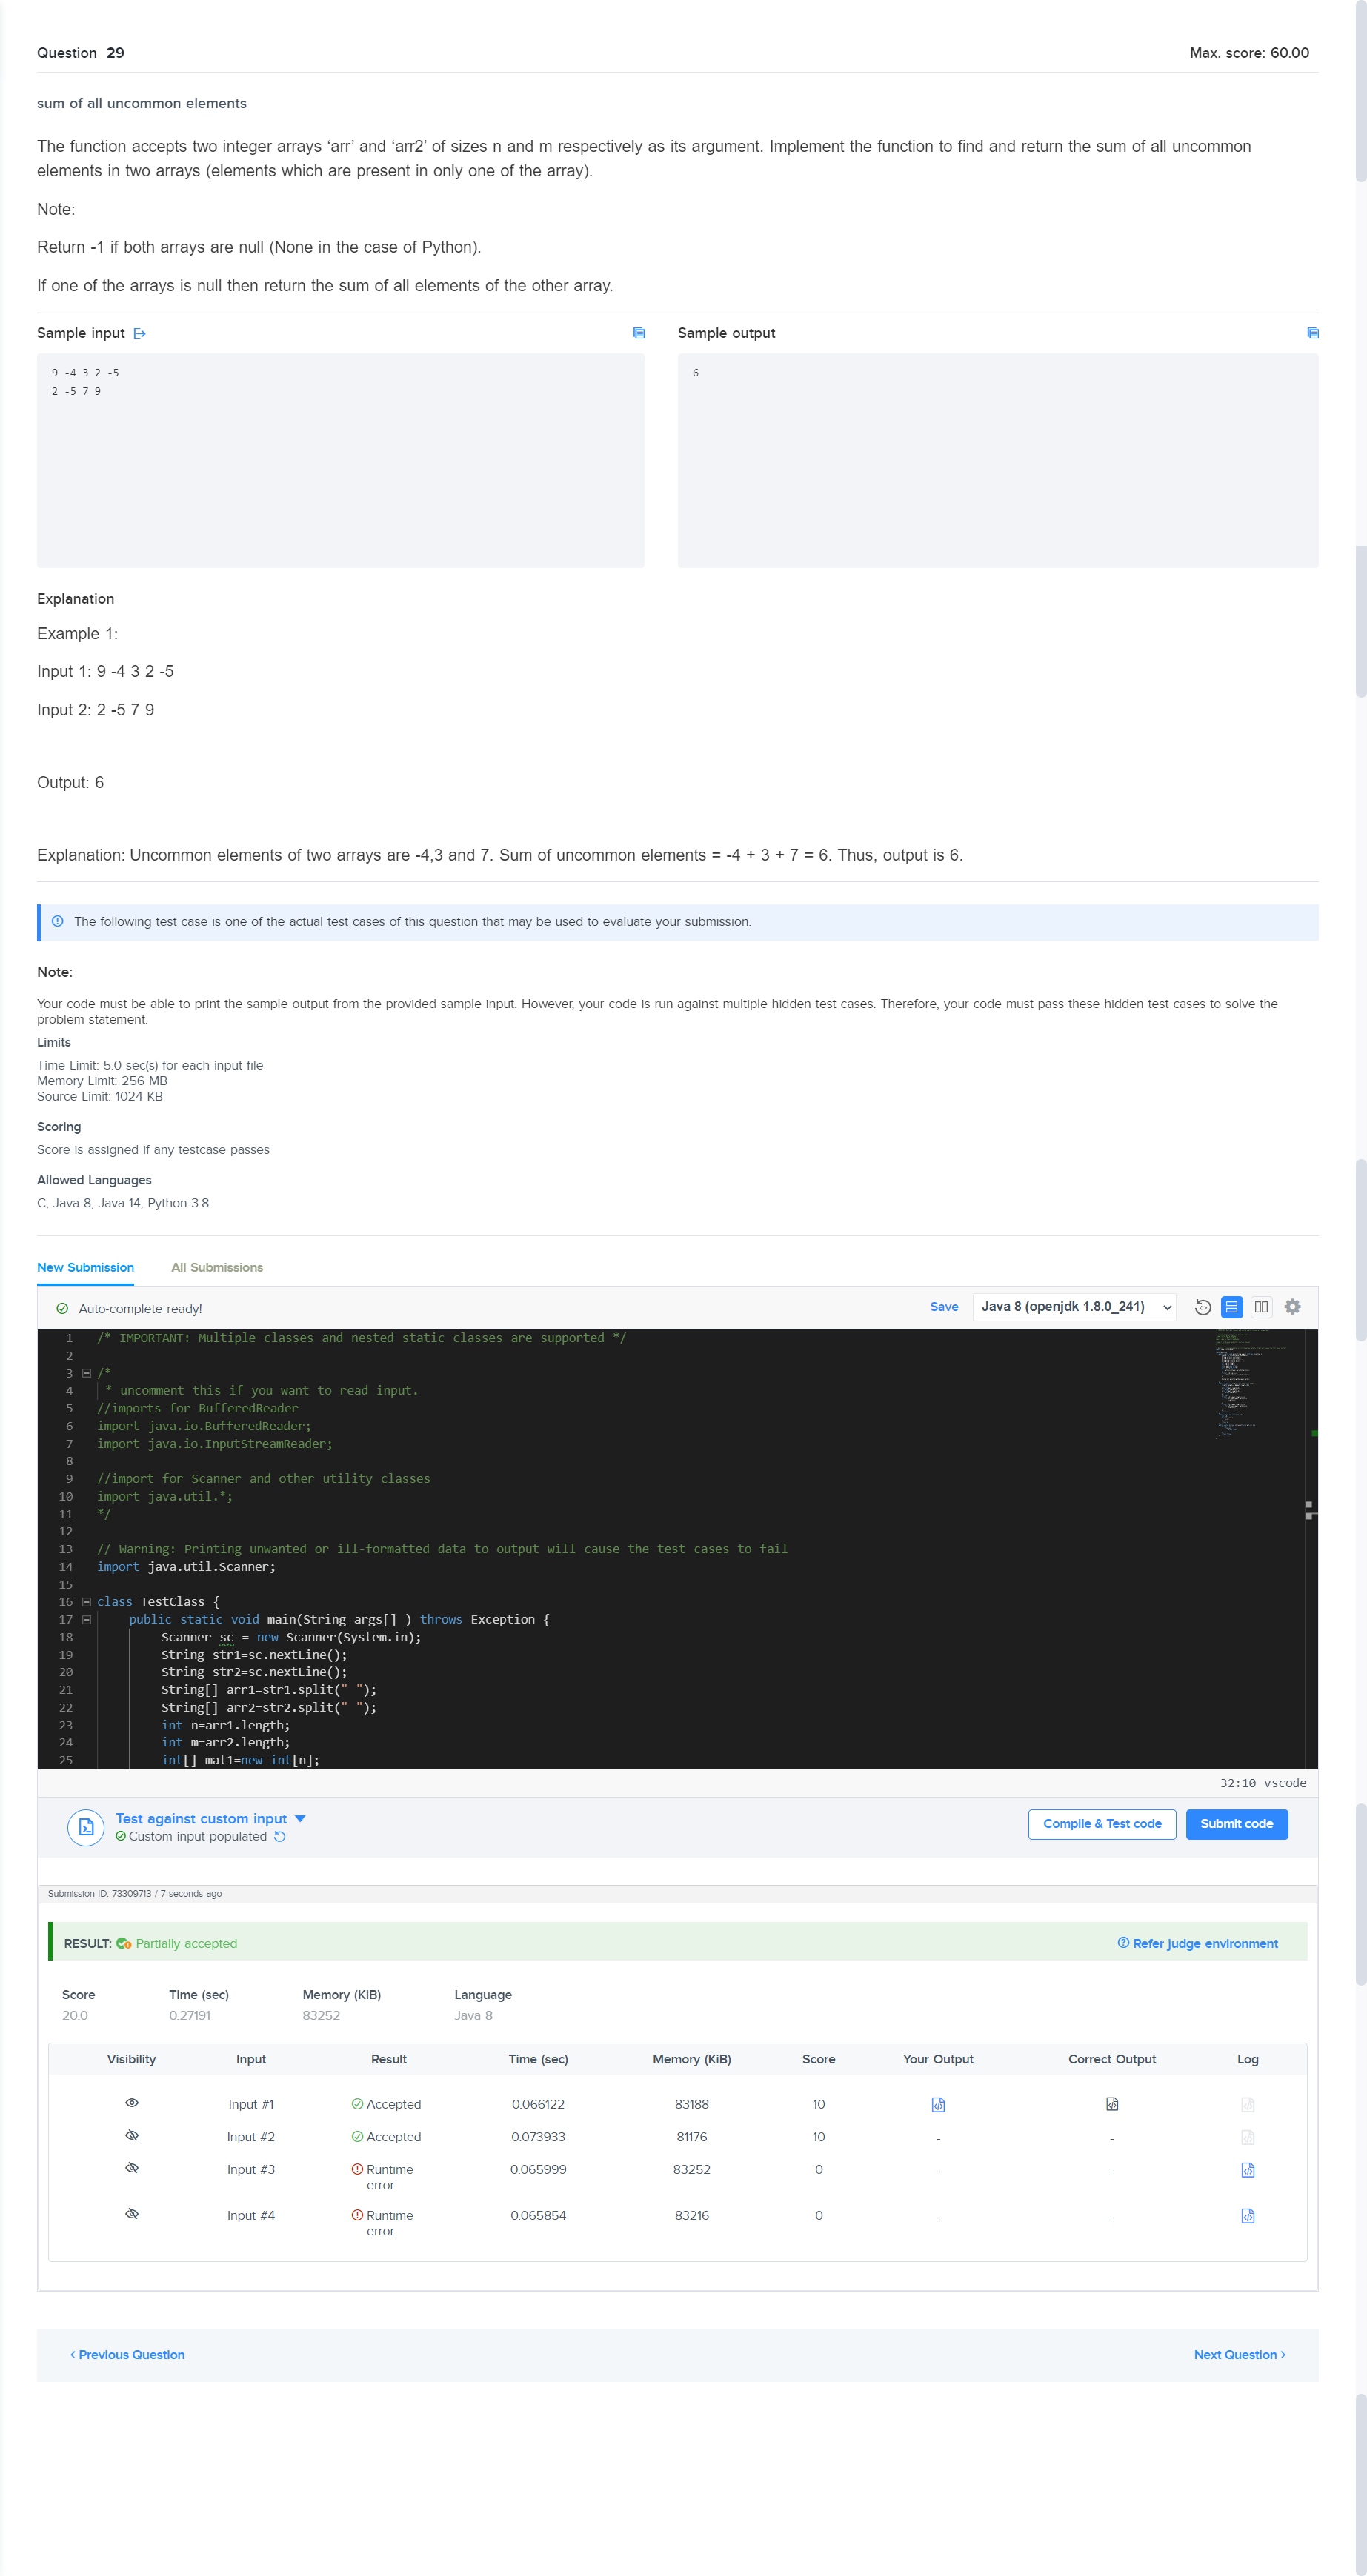 Question 29
Max. score: 60.00
sum of all uncommon elements
The function accepts two integer arrays ‘arr’ and ‘arr2’ of sizes n and m respectively as its argument. Implement the function to find and return the sum of all uncommon
elements in two arrays (elements which are present in only one of the array).
Note:
Return -1 if both arrays are null (None in the case of Python).
If one of the arrays is null then return the sum of all elements of the other array.
Sample input
Sample output
9 -4 3 2 -5
2 -5 7 9
6
Explanation
Example 1:
Input 1: 9 -4 3 2 -5
Input 2: 2 -5 7 9
Output: 6
Explanation: Uncommon elements of two arrays are -4,3 and 7. Sum of uncommon elements = -4 + 3 + 7 = 6. Thus, output is 6.
The following test case is one of the actual test cases of this question that may be used to evaluate your submission.
Note:
Your code must be able to print the sample output from the provided sample input. However, your code is run against multiple hidden test cases. Therefore, your code must pass these hidden test cases to solve the
problem statement.
Limits
Time Limit: 5.0 sec(s) for each input file
Memory Limit: 256 MB
Source Limit: 1024 KB
Scoring
Score is assigned if any testcase passes
Allowed Languages
C, Java 8, Java 14, Python 3.8
New Submission All Submissions
Auto-complete ready!
Save Java 8 (openjdk 1.8.0_241)
1 /* IMPORTANT: Multiple classes and nested static classes are supported */
2
3 /*
4 * uncomment this if you want to read input.
5 //imports for BufferedReader
6 import java.io.BufferedReader;
7 import java.io.InputStreamReader;
8
9 //import for Scanner and other utility classes
10 import java.util.*;
11 */
12
13 // Warning: Printing unwanted or ill-formatted data to output will cause the test cases to fail
14 import java.util.Scanner;
15
16 class TestClass {
17 public static void main(String args[] ) throws Exception {
18 Scanner sc = new Scanner(System.in);
19 String str1=sc.nextLine();
20 String str2=sc.nextLine();
21 String[] arr1=str1.split(" ");
22 String[] arr2=str2.split(" ");
23 int n=arr1.length;
24 int m=arr2.length;
25 int[] mat1=new int[n];
32:10 vscode
Test against custom input
Custom input populated
Compile & Test code Submit code
Submission ID: 73309713 / 7 seconds ago
RESULT: Partially accepted
Refer judge environment
Score Time (sec) Memory (KiB) Language
20.0 0.27191 83252 Java 8
Visibility Input Result Time (sec) Memory (KiB) Score Your Output Correct Output Log
Input #1 Accepted 0.066122 83188 10
Input #2 Accepted 0.073933 81176 10 - -
Input #3 Runtime error 0.065999 83252 0 - -
Input #4 Runtime error 0.065854 83216 0 - -
< Previous Question
Next Question >